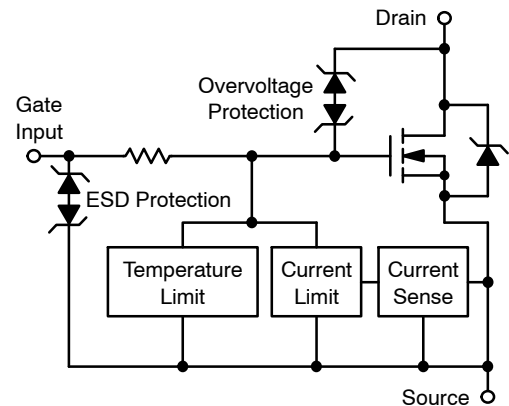 Drain
Overvoltage
Protection
Gate
Input
ESD Protection
Temperature
Limit
Current
Limit
Current
Sense
Source